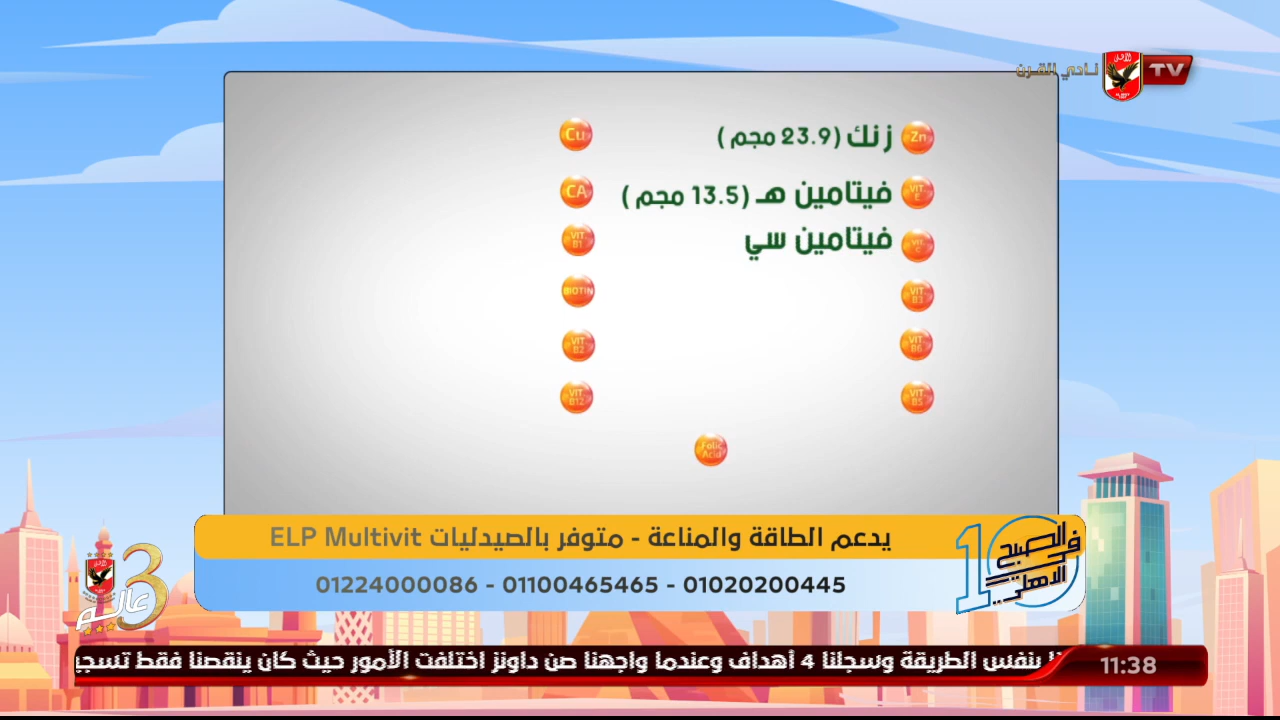 نادي القرن TV
Zn زنك (23.9 مجم) Cu
VIT. E فيتامين هـ (13.5 مجم) CA
VIT. C فيتامين سي VIT. B1
VIT. B3 BIOTIN
VIT. B6 VIT. B2
VIT. B5 VIT. B12
Folic Acid
يدعم الطاقة والمناعة - متوفر بالصيدليات ELP Multivit
01224000086 - 01100465465 - 01020200445
10 الصبح في الأهلي..
3 عالم
بنفس الطريقة وسجلنا 4 أهداف وعندما واجهنا صن داونز اختلفت الأمور حيث كان ينقصنا فقط تسجي
11:38